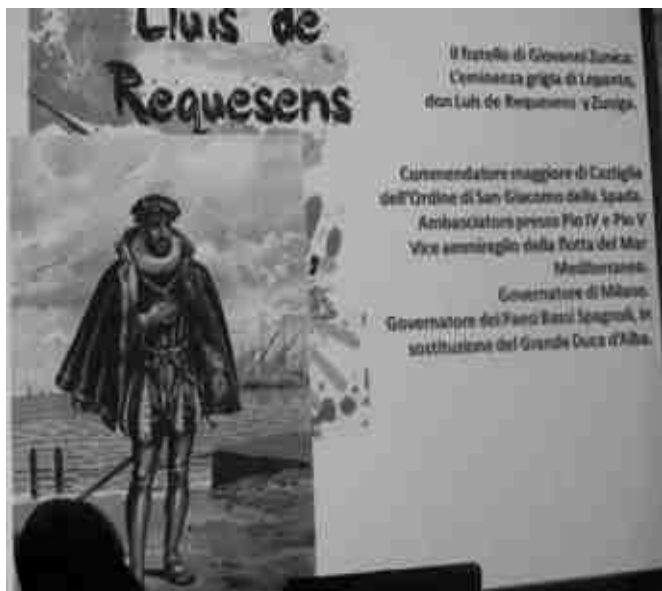 Lluis de
Requesens
Il fratello di Giovanni Zunica:
L'eminenza grigia di Lepanto,
don Luis de Requesens y Zuniga.
Commendatore maggiore di Castiglia
dell'Ordine di San Giacomo della Spada.
Ambasciatore presso Pio IV e Pio V
Vice ammiraglio della flotta del Mar
Mediterraneo.
Governatore di Milano.
Governatore dei Paesi Bassi Spagnoli, in
sostituzione del Grande Duca d'Alba.